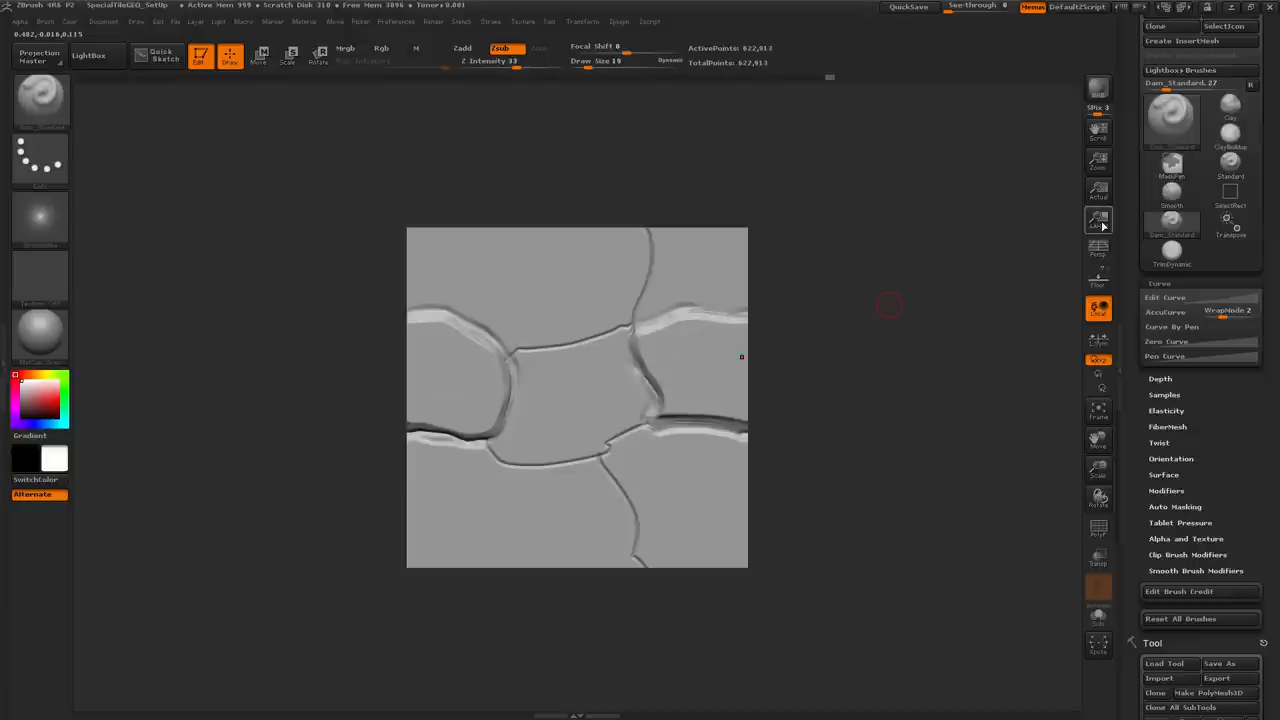 ZBrush 4R6 P2 SpecialTileGEO_SetUp • Active Mem 999 • Scratch Disk 310 • Free Mem 3096 • Timer▸0.001 QuickSave See-through 0 Menus DefaultZScript
Alpha Brush Color Document Draw Edit File Layer Light Macro Marker Material Movie Picker Preferences Render Stencil Stroke Texture Tool Transform Zplugin Zscript
0.482,-0.016,0.115
Projection Master
LightBox
Quick Sketch
Edit
Draw
Move
Scale
Rotate
Mrgb
Rgb
M
Zadd
Zsub
Z Intensity 33
Focal Shift 0
Draw Size 19
Dynamic
ActivePoints: 622,913
TotalPoints: 622,913
Gradient
SwitchColor
Alternate
SPix 3
Scroll
Zoom
Actual
Persp
Floor
Local
Frame
Move
Scale
Rotate
PolyF
Transp
Solo
Clone
SelectIcon
Create InsertMesh
Lightbox▸Brushes
Dam_Standard. 27
R
Clay
ClayBuildup
MaskPen
Standard
Smooth
SelectRect
Dam_Standard
Transpose
TrimDynamic
Curve
Edit Curve
AccuCurve
WrapMode 2
Curve By Pen
Zero Curve
Pen Curve
Depth
Samples
Elasticity
FiberMesh
Twist
Orientation
Surface
Modifiers
Auto Masking
Tablet Pressure
Alpha and Texture
Clip Brush Modifiers
Smooth Brush Modifiers
Edit Brush Credit
Reset All Brushes
Tool
Load Tool
Save As
Import
Export
Clone
Make PolyMesh3D
Clone All SubTools